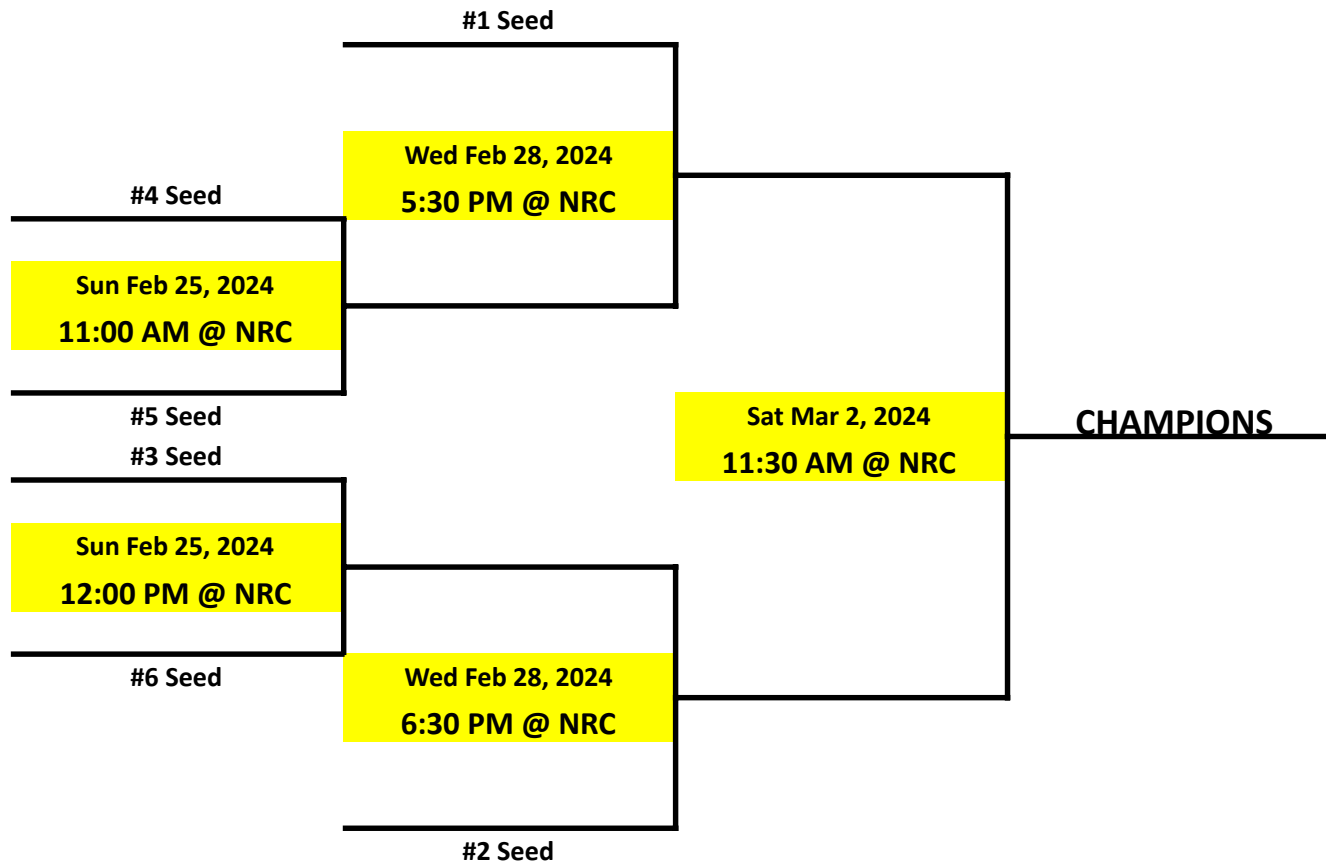 #1 Seed
Wed Feb 28, 2024
5:30 PM @ NRC
#4 Seed
Sun Feb 25, 2024
11:00 AM @ NRC
#5 Seed
#3 Seed
Sat Mar 2, 2024
11:30 AM @ NRC
CHAMPIONS
Sun Feb 25, 2024
12:00 PM @ NRC
#6 Seed
Wed Feb 28, 2024
6:30 PM @ NRC
#2 Seed